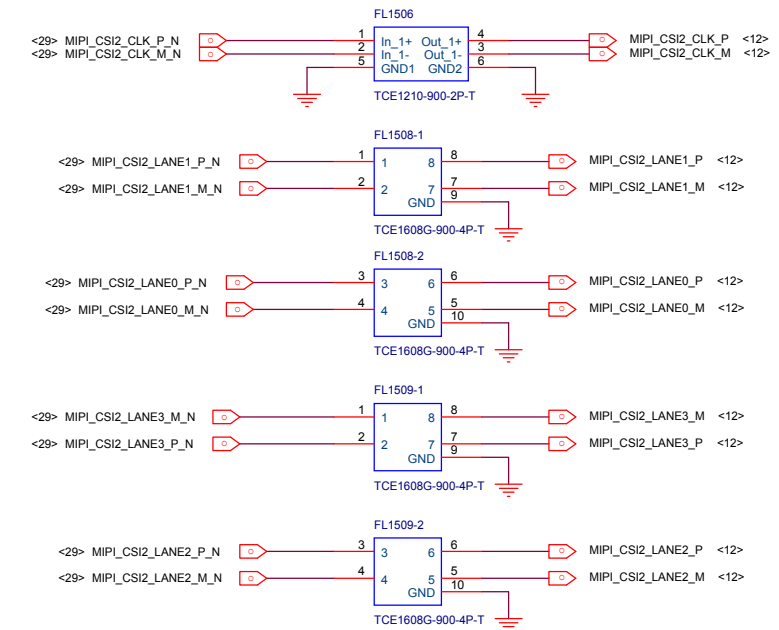 FL1506
<29> MIPI_CSI2_CLK_P_N 1 In_1+ Out_1+ 4 MIPI_CSI2_CLK_P <12>
<29> MIPI_CSI2_CLK_M_N 2 In_1- Out_1- 3 MIPI_CSI2_CLK_M <12>
5 GND1 GND2 6
TCE1210-900-2P-T
FL1508-1
<29> MIPI_CSI2_LANE1_P_N 1 1 8 8 MIPI_CSI2_LANE1_P <12>
<29> MIPI_CSI2_LANE1_M_N 2 2 7 7 MIPI_CSI2_LANE1_M <12>
GND 9
TCE1608G-900-4P-T
FL1508-2
<29> MIPI_CSI2_LANE0_P_N 3 3 6 6 MIPI_CSI2_LANE0_P <12>
<29> MIPI_CSI2_LANE0_M_N 4 4 5 5 MIPI_CSI2_LANE0_M <12>
GND 10
TCE1608G-900-4P-T
FL1509-1
<29> MIPI_CSI2_LANE3_M_N 1 1 8 8 MIPI_CSI2_LANE3_M <12>
<29> MIPI_CSI2_LANE3_P_N 2 2 7 7 MIPI_CSI2_LANE3_P <12>
GND 9
TCE1608G-900-4P-T
FL1509-2
<29> MIPI_CSI2_LANE2_P_N 3 3 6 6 MIPI_CSI2_LANE2_P <12>
<29> MIPI_CSI2_LANE2_M_N 4 4 5 5 MIPI_CSI2_LANE2_M <12>
GND 10
TCE1608G-900-4P-T